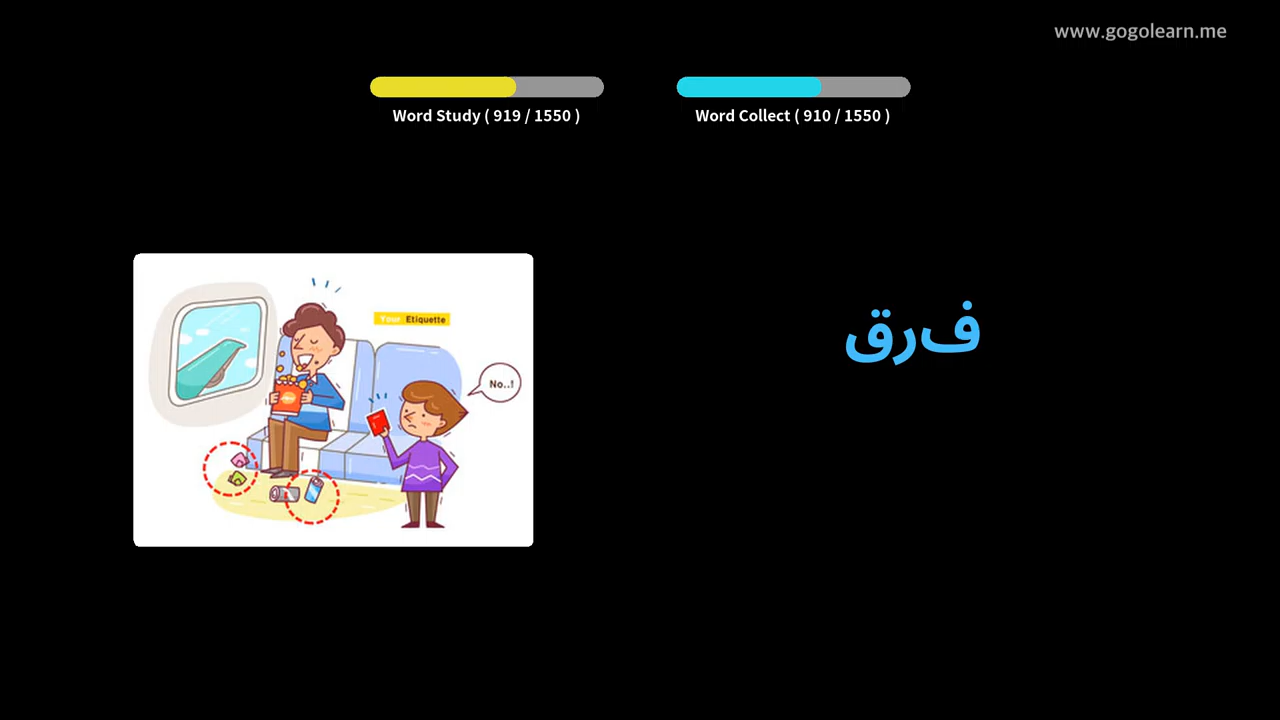 www.gogolearn.me
Word Study ( 919 / 1550 )
Word Collect ( 910 / 1550 )
Your Etiquette
No..!
فرق